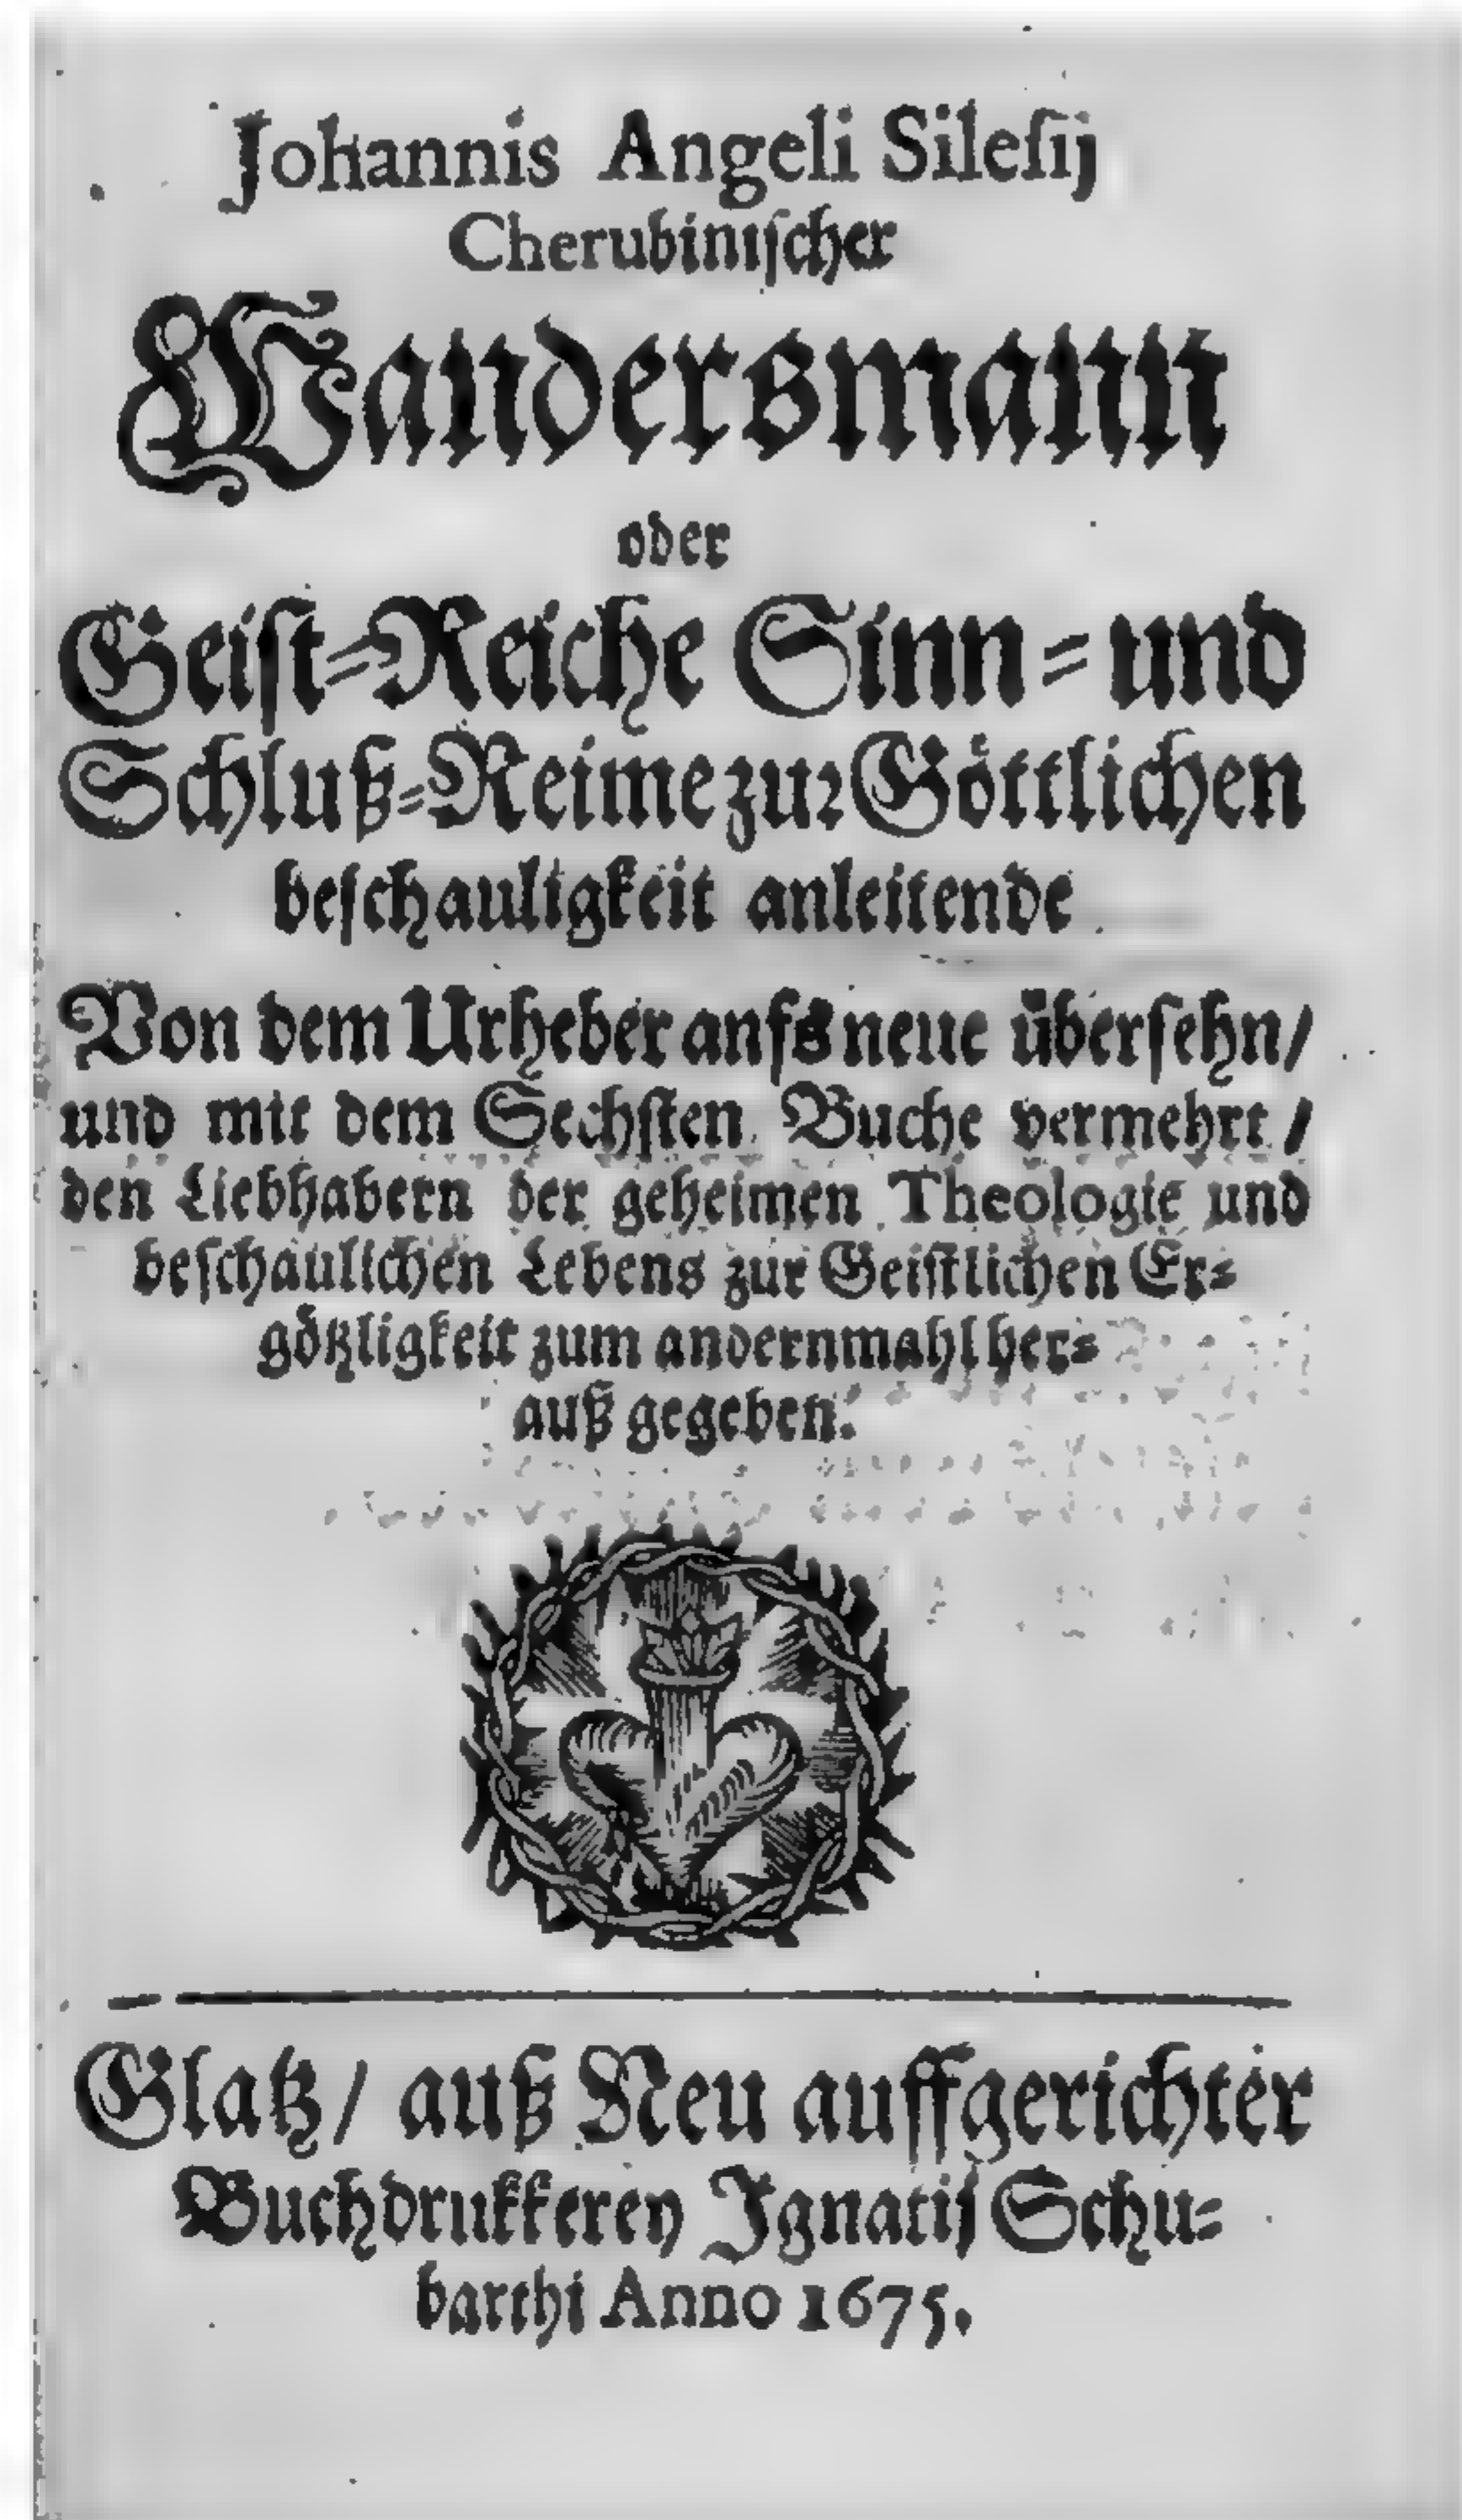 Johannis Angeli Sileſij
Cherubiniſcher
Wandersmann
oder
Geiſt=Reiche Sinn=und
Schluß=Reime zur Göttlichen
beſchauligkeit anleitende
Von dem Urheber anfs neue überſehn/
und mit dem Sechſten Buche vermehrt/
den Liebhabern der geheimen Theologie und
beſchaulichen Lebens zur Geiſtlichen Er=
götzligkeit zum andernmahl her=
auß gegeben.
Glatz/ auß Neu auffgerichter
Buchdrukkerey Ignatij Schu=
barthi Anno 1675.